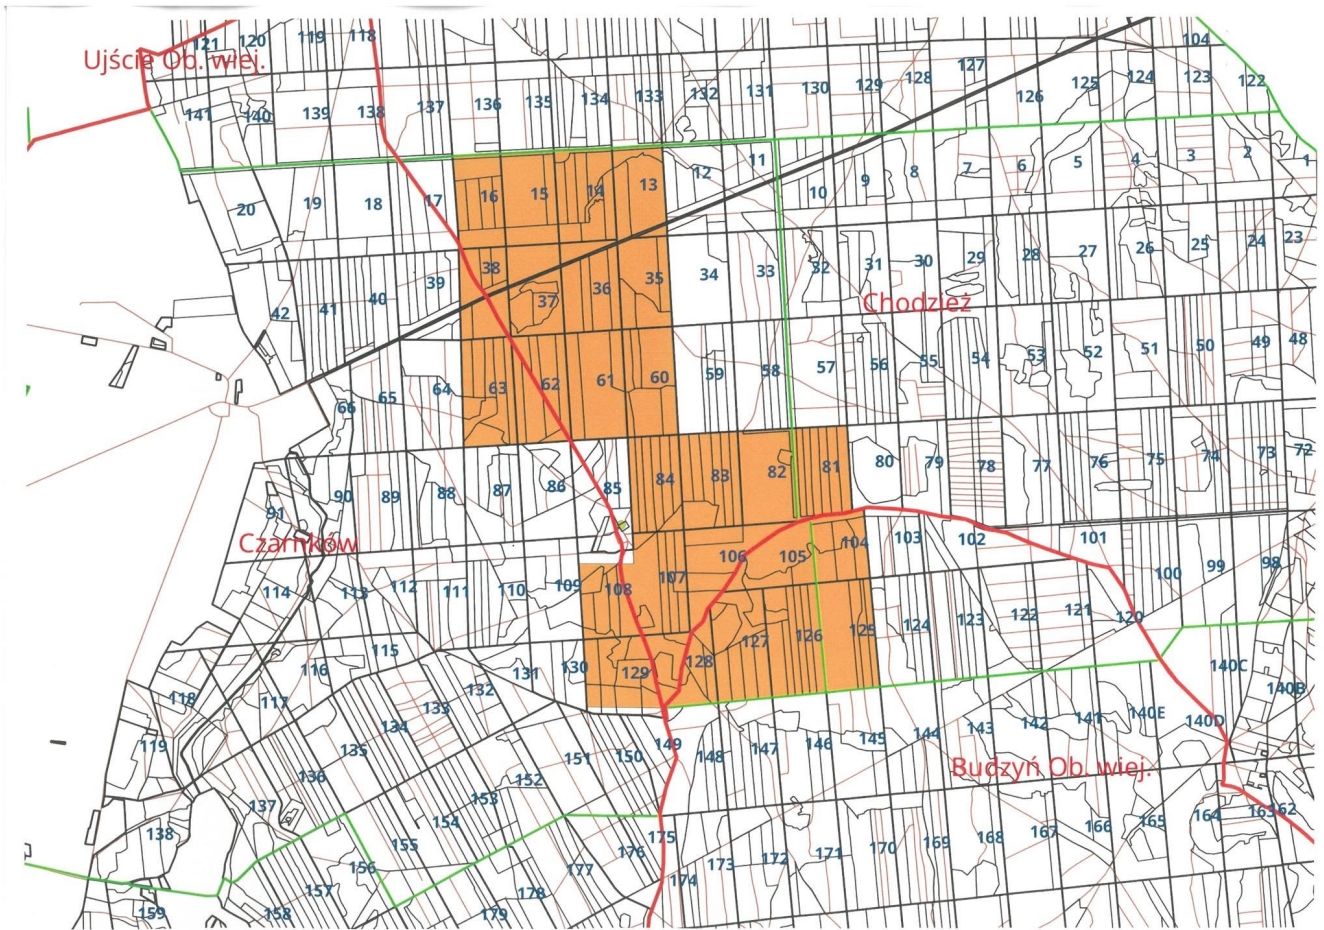 121 120 119 118
104
Ujście Ob. wiej.
141 140 139 138 137 136 135 134 133 132 131 130 129 128 127 126 125 124 123 122
20 19 18 17 16 15 14 13 12 11 10 9 8 7 6 5 4 3 2 1
42 41 40 39 38 37 36 35 34 33 32 31 30 29 28 27 26 25 24 23
Chodzież
66 65 64 63 62 61 60 59 58 57 56 55 54 53 52 51 50 49 48
91 90 89 88 87 86 85 84 83 82 81 80 79 78 77 76 75 74 73 72
Czarnków
114 113 112 111 110 109 108 107 106 105 104 103 102 101 100 99 98
118 117 116 115 132 131 130 129 128 127 126 125 124 123 122 121 120 140C 140B
119 136 135 134 133 151 150 149 148 147 146 145 144 143 142 141 140E 140D
Budzyń Ob. wiej.
138 137 155 154 153 152 176 175 174 173 172 171 170 169 168 167 166 165 164 163 162
159 158 157 156 179 178 177